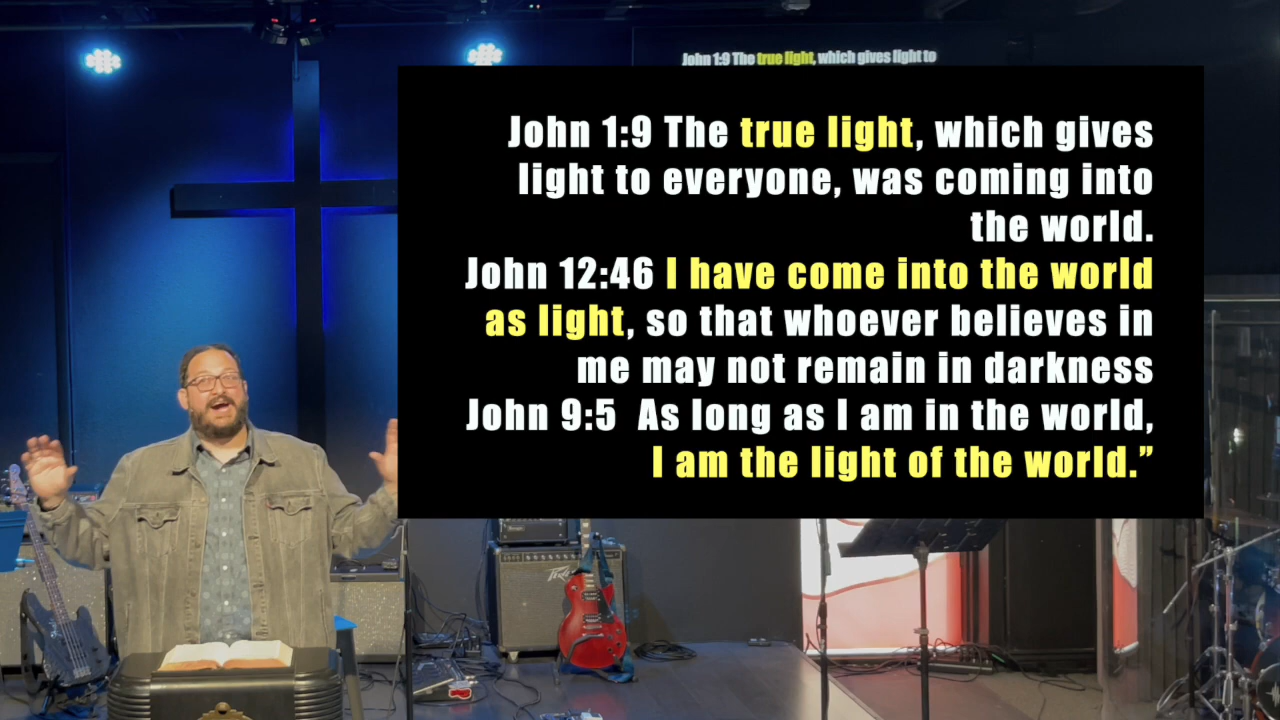 John 1:9 The true light, which gives light to
John 1:9 The true light, which gives
light to everyone, was coming into
the world.
John 12:46 I have come into the world
as light, so that whoever believes in
me may not remain in darkness
John 9:5 As long as I am in the world,
I am the light of the world.”
PEAVEY